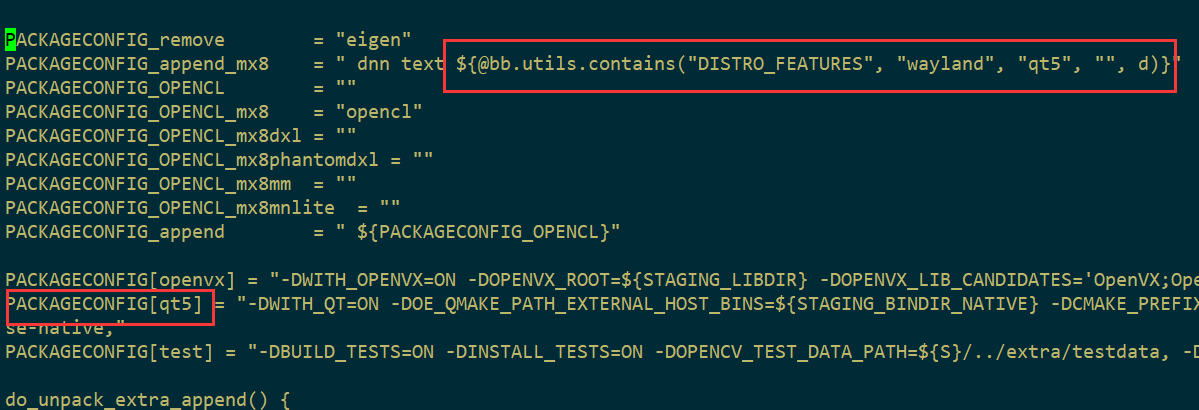 PACKAGECONFIG_remove        = "eigen"
PACKAGECONFIG_append_mx8    = " dnn text ${@bb.utils.contains("DISTRO_FEATURES", "wayland", "qt5", "", d)}"
PACKAGECONFIG_OPENCL        = ""
PACKAGECONFIG_OPENCL_mx8    = "opencl"
PACKAGECONFIG_OPENCL_mx8dxl = ""
PACKAGECONFIG_OPENCL_mx8phantomdxl = ""
PACKAGECONFIG_OPENCL_mx8mm  = ""
PACKAGECONFIG_OPENCL_mx8mnlite  = ""
PACKAGECONFIG_append        = " ${PACKAGECONFIG_OPENCL}"
PACKAGECONFIG[openvx] = "-DWITH_OPENVX=ON -DOPENVX_ROOT=${STAGING_LIBDIR} -DOPENVX_LIB_CANDIDATES='OpenVX;Ope
PACKAGECONFIG[qt5] = "-DWITH_QT=ON -DOE_QMAKE_PATH_EXTERNAL_HOST_BINS=${STAGING_BINDIR_NATIVE} -DCMAKE_PREFIX
se-native,"
PACKAGECONFIG[test] = "-DBUILD_TESTS=ON -DINSTALL_TESTS=ON -DOPENCV_TEST_DATA_PATH=${S}/../extra/testdata, -D
do_unpack_extra_append() {